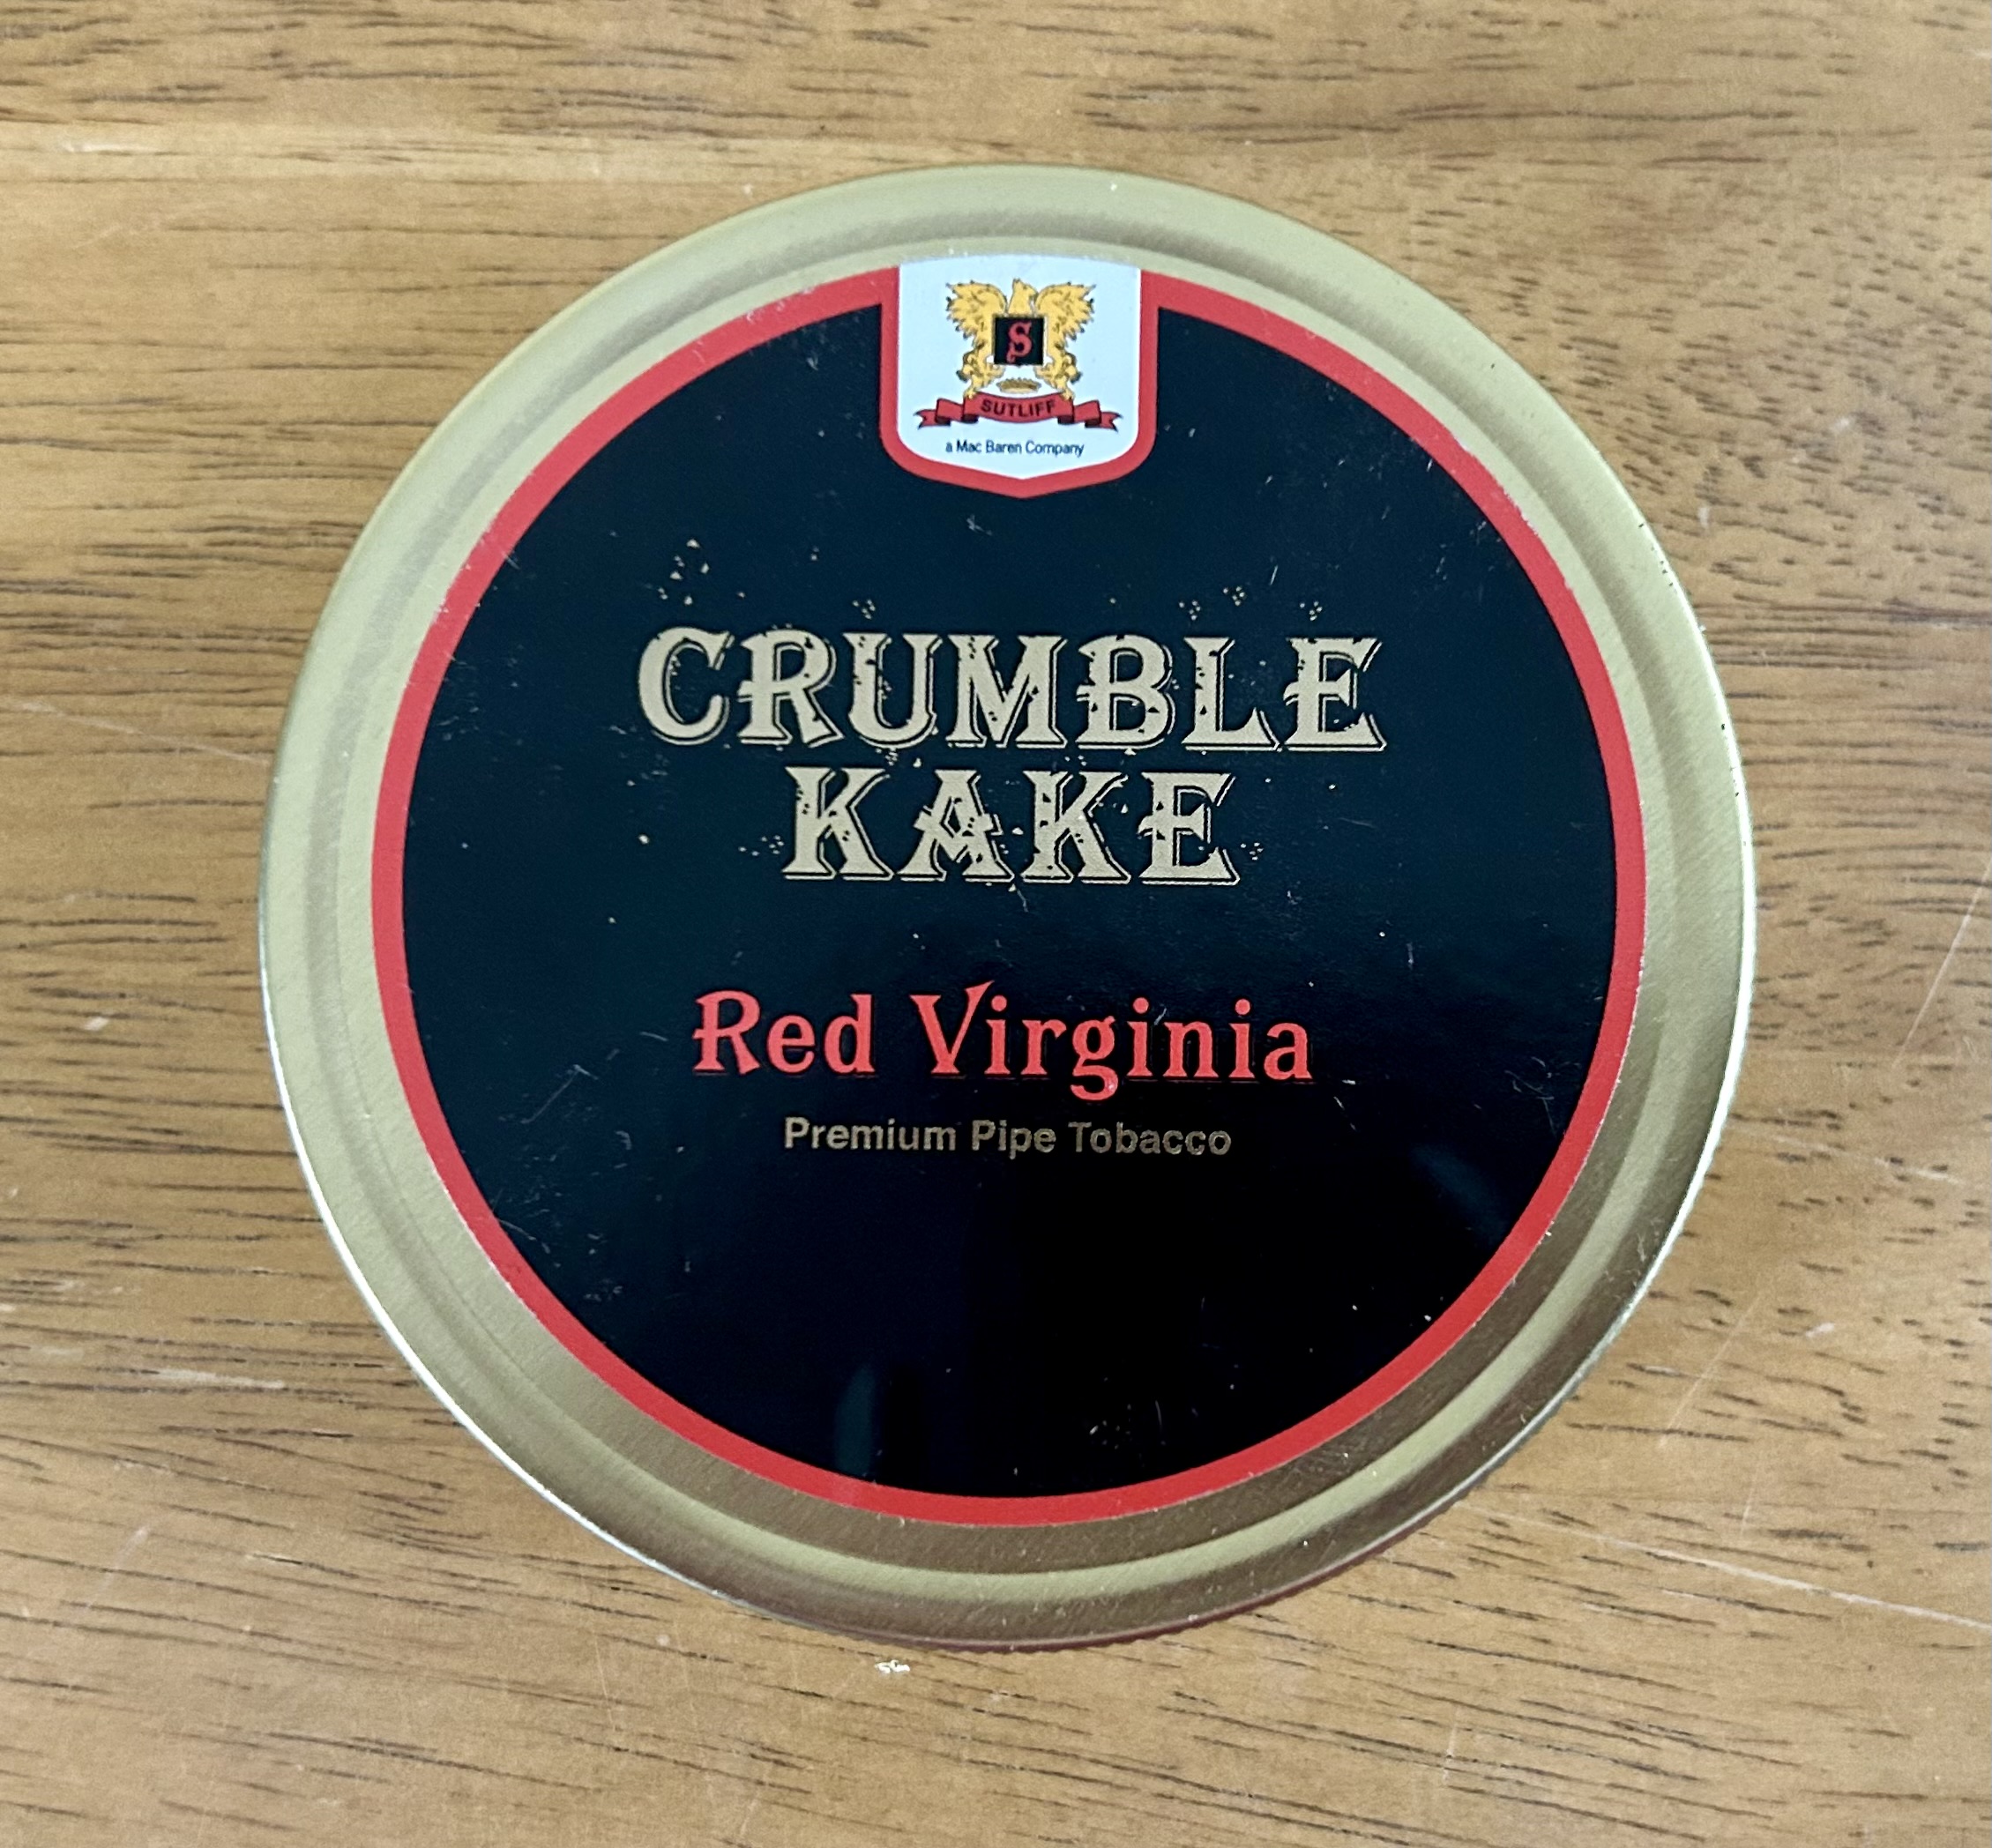 S
SUTLIFF
a Mac Baren Company
CRUMBLE
KAKE
Red Virginia
Premium Pipe Tobacco